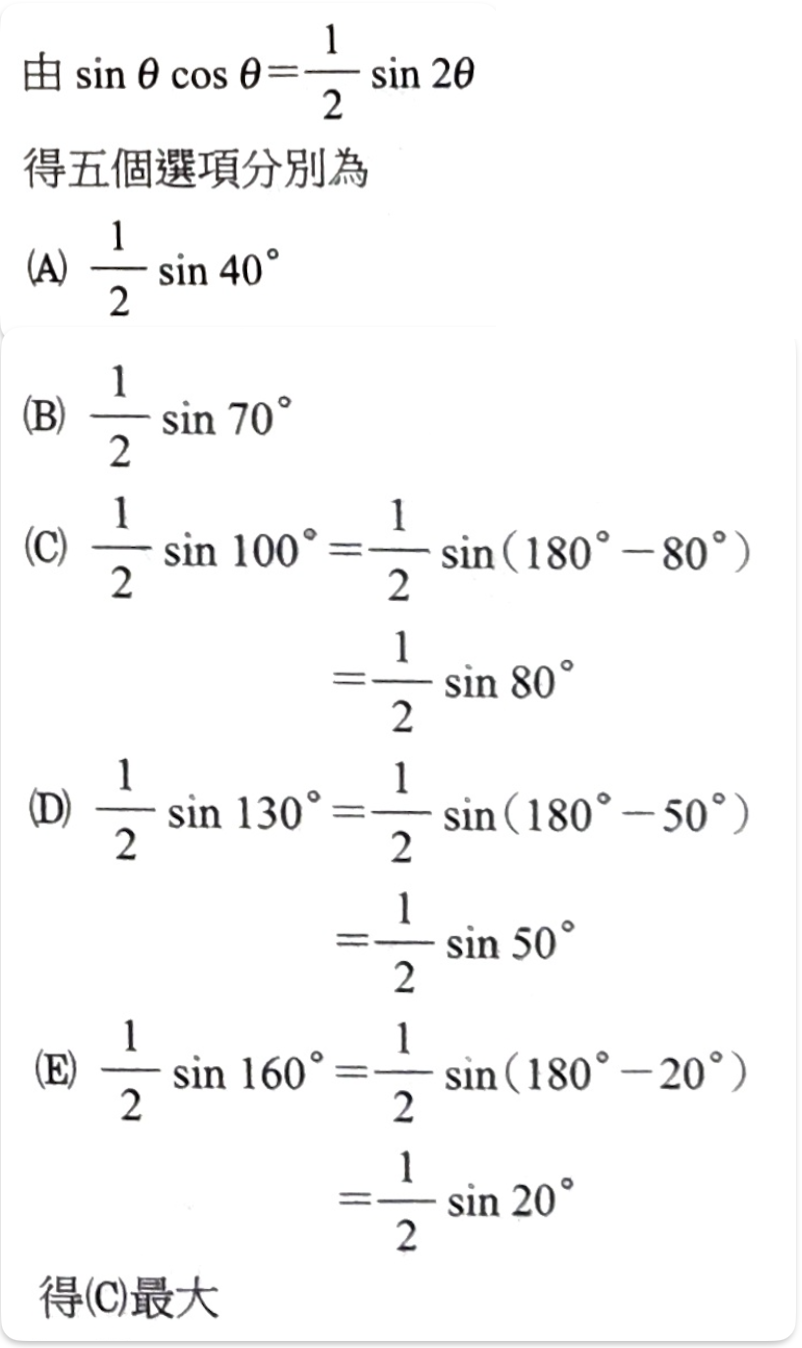 由 sin θ cos θ=1/2 sin 2θ
得五個選項分別為
(A) 1/2 sin 40°
(B) 1/2 sin 70°
(C) 1/2 sin 100°=1/2 sin(180°−80°)
=1/2 sin 80°
(D) 1/2 sin 130°=1/2 sin(180°−50°)
=1/2 sin 50°
(E) 1/2 sin 160°=1/2 sin(180°−20°)
=1/2 sin 20°
得(C)最大